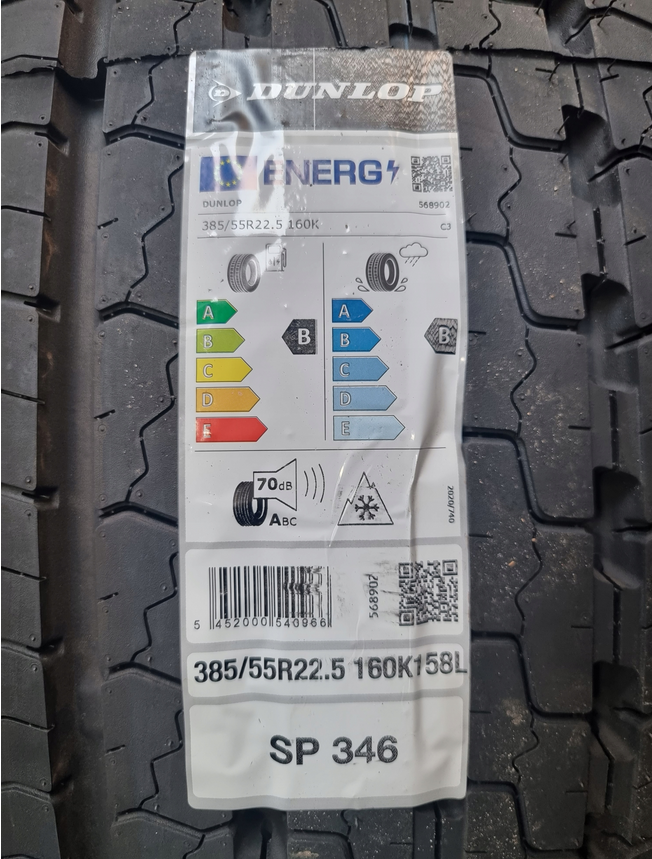 DUNLOP
ENERG
DUNLOP 568902
385/55R22.5 160K C3
A A
B B B B
C C
D D
E E
70dB
ABC
2020/740
568902
5 452000 540966
385/55R22.5 160K158L
SP 346